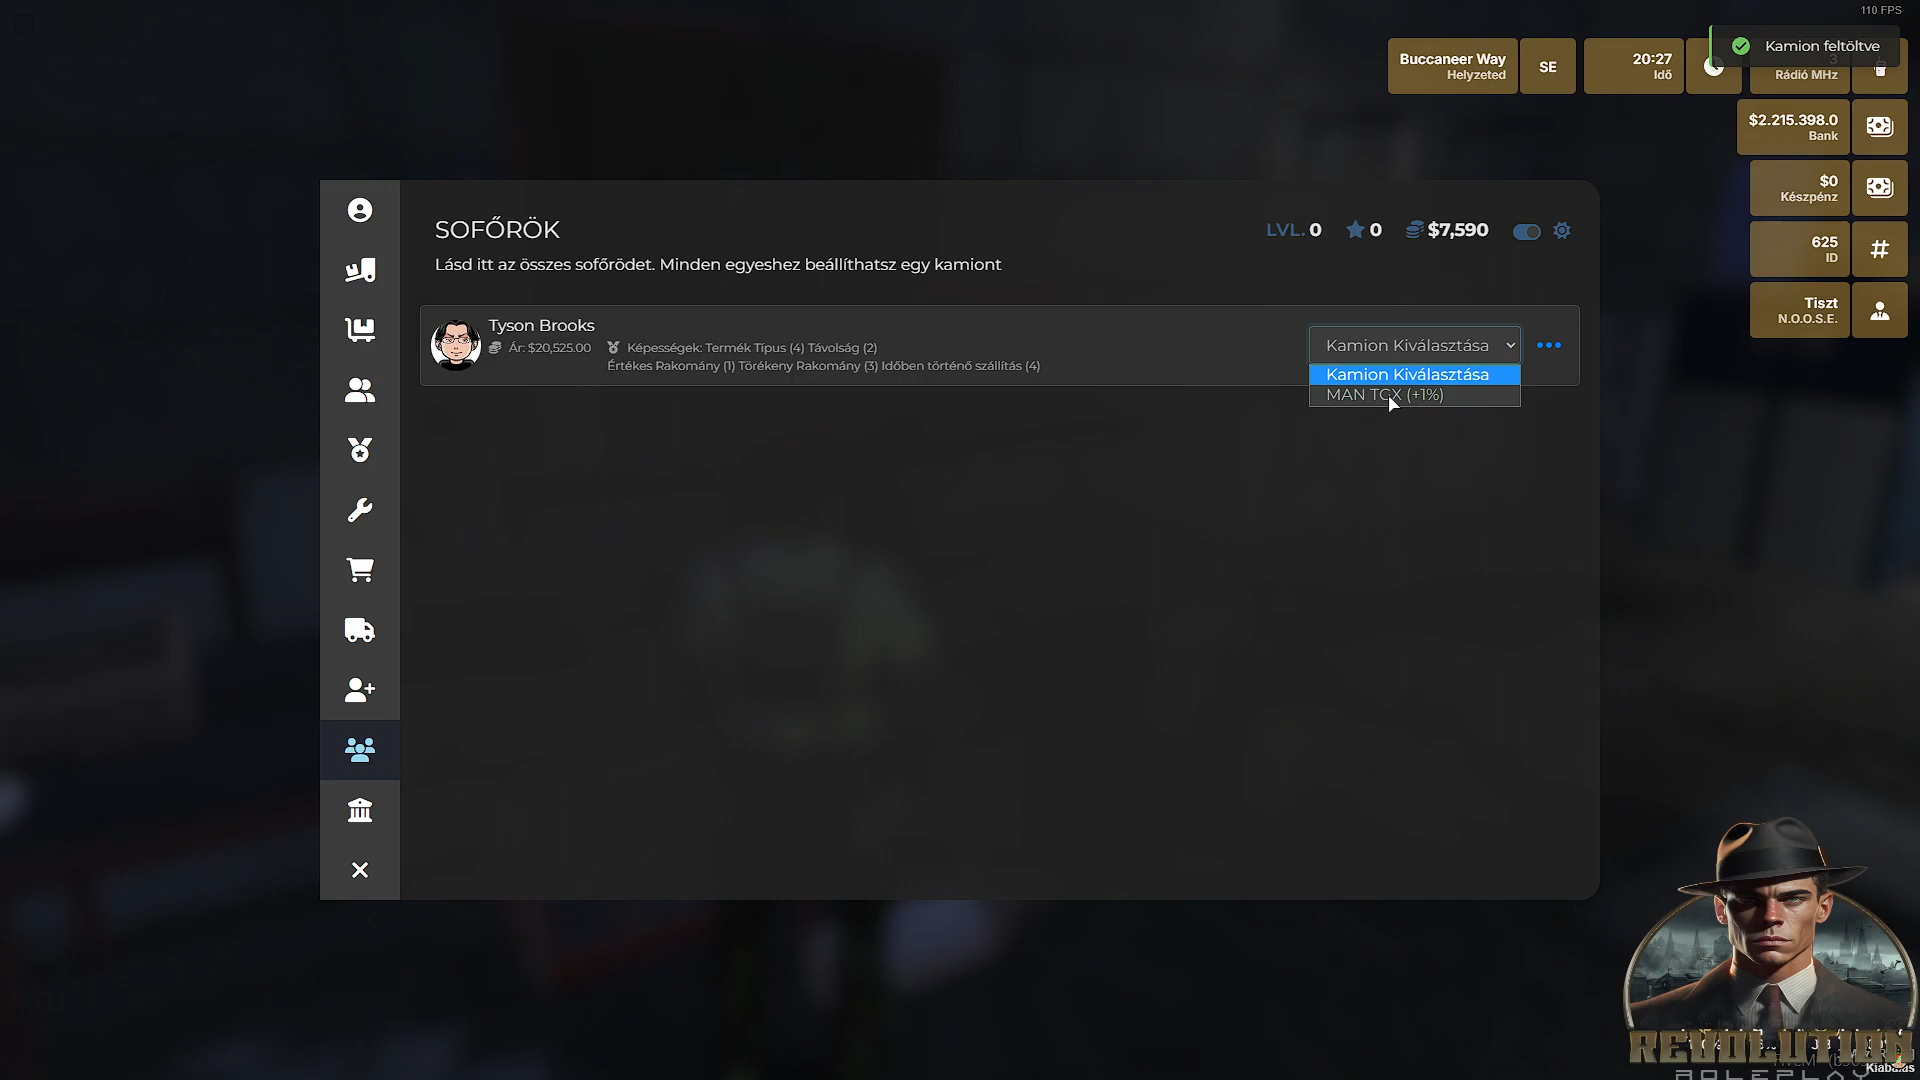 110 FPS
Kamion feltöltve
Buccaneer Way
Helyzeted
SE
20:27
Idő
3
Rádió MHz
$2.215.398.0
Bank
$0
Készpénz
625
ID
Tiszt
N.O.O.S.E.
SOFŐRÖK
LVL. 0
0
$7,590
Lásd itt az összes sofőrödet. Minden egyeshez beállíthatsz egy kamiont
Tyson Brooks
Ár: $20,525.00
Képességek: Termék Típus (4) Távolság (2)
Értékes Rakomány (1) Törékeny Rakomány (3) Időben történő szállítás (4)
Kamion Kiválasztása
Kamion Kiválasztása
MAN TGX (+1%)
REVOLUTION
ROLEPLAY
Kiabálás